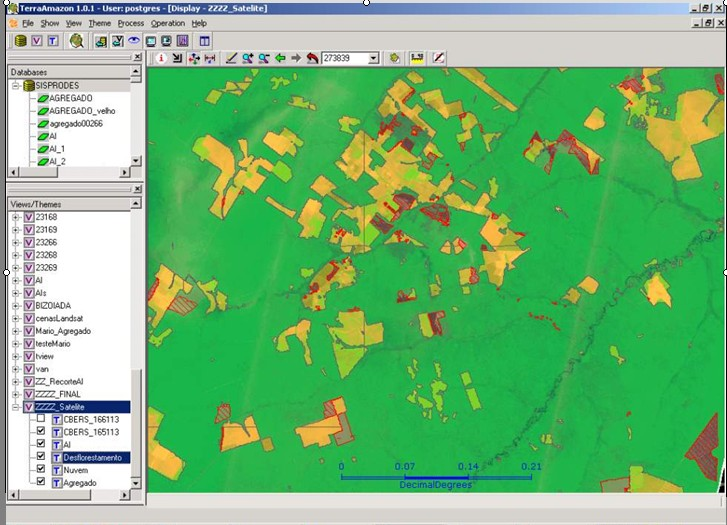 TerraAmazon 1.0.1 - User: postgres - [Display - ZZZZ_Satelite]
File Show View Theme Process Operation Help
273839
Databases
SISPRODES
AGREGADO
AGREGADO_velho
agregado00266
AI
AI_1
AI_2
Views/Themes
23168
23169
23266
23268
23269
AI
AIs
BIZOIADA
cenasLandsat
Mario_Agregado
testeMario
tview
van
ZZ_RecorteAI
ZZZZ_FINAL
ZZZZ_Satelite
CBERS_166113
CBERS_165113
AI
Desflorestamento
Nuvem
Agregado
0 0.07 0.14 0.21
DecimalDegrees